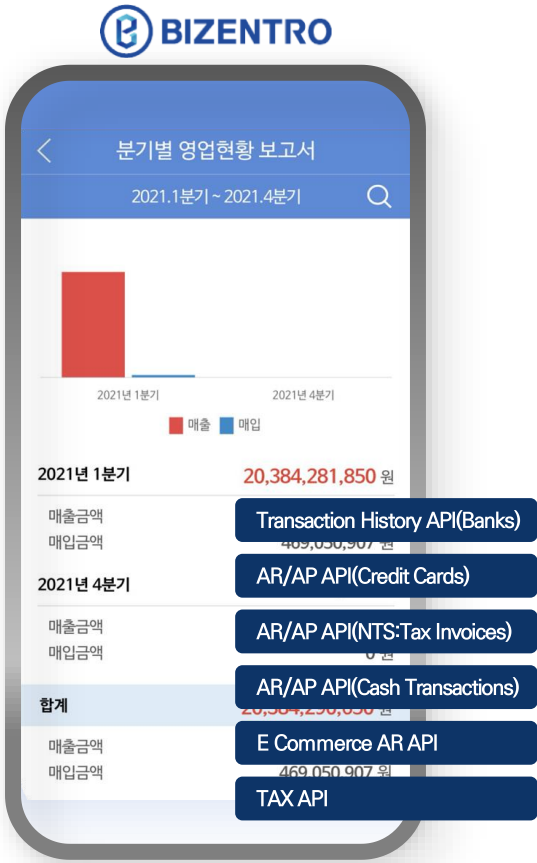 BIZENTRO
분기별 영업현황 보고서
2021.1분기 ~ 2021.4분기
2021년 1분기 2021년 4분기
매출 매입
2021년 1분기 20,384,281,850 원
매출금액
Transaction History API(Banks)
매입금액 469,050,907 원
2021년 4분기
AR/AP API(Credit Cards)
매출금액
AR/AP API(NTS:Tax Invoices)
매입금액 0 원
AR/AP API(Cash Transactions)
합계 원
매출금액
E Commerce AR API
매입금액 469,050,907 원
TAX API